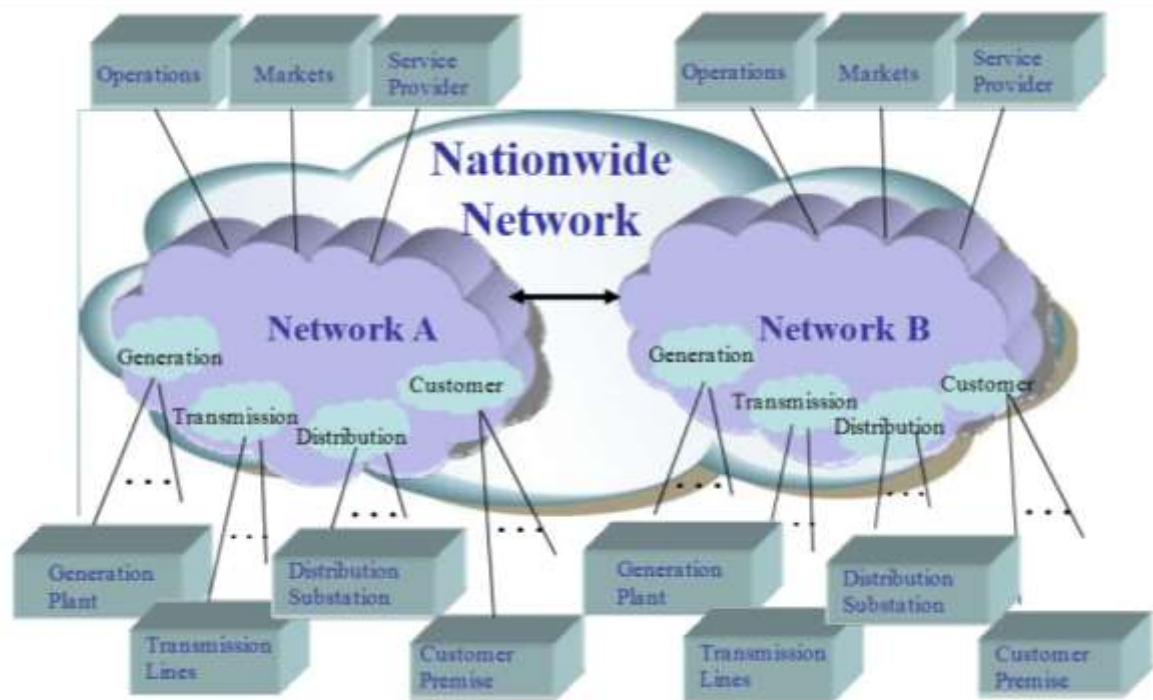 Operations
Markets
Service
Provider
Operations
Markets
Service
Provider
Nationwide
Network
Network A
Generation
Transmission
Distribution
Customer
Network B
Generation
Transmission
Distribution
Customer
...
...
...
...
...
..
...
...
Generation
Plant
Transmission
Lines
Distribution
Substation
Customer
Premise
Generation
Plant
Transmission
Lines
Distribution
Substation
Customer
Premise